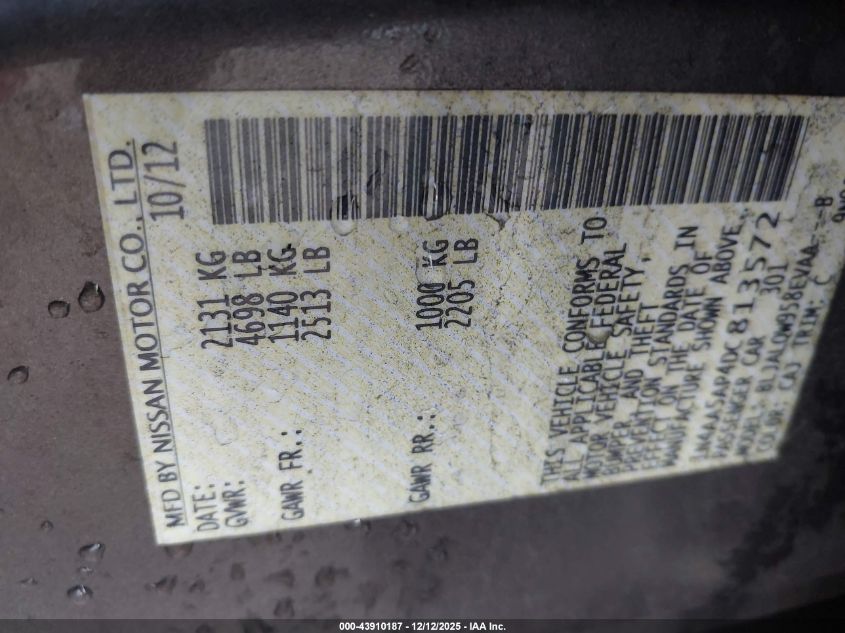 MFD BY NISSAN MOTOR CO., LTD.
DATE: 10/12
GVWR: 2131 KG
4698 LB
GAWR FR.: 1140 KG
2513 LB
GAWR RR.: 1000 KG
2205 LB
THIS VEHICLE CONFORMS TO
ALL APPLICABLE FEDERAL
MOTOR VEHICLE SAFETY,
BUMPER, AND THEFT
PREVENTION STANDARDS IN
EFFECT ON THE DATE OF
MANUFACTURE SHOWN ABOVE.
1N4AA5AP4DC813572
PASSENGER CAR 301
MODEL: BLJALOW958EVAA--B
COLOR: CAJ TRIM: C
000-43910187 - 12/12/2025 - IAA Inc.